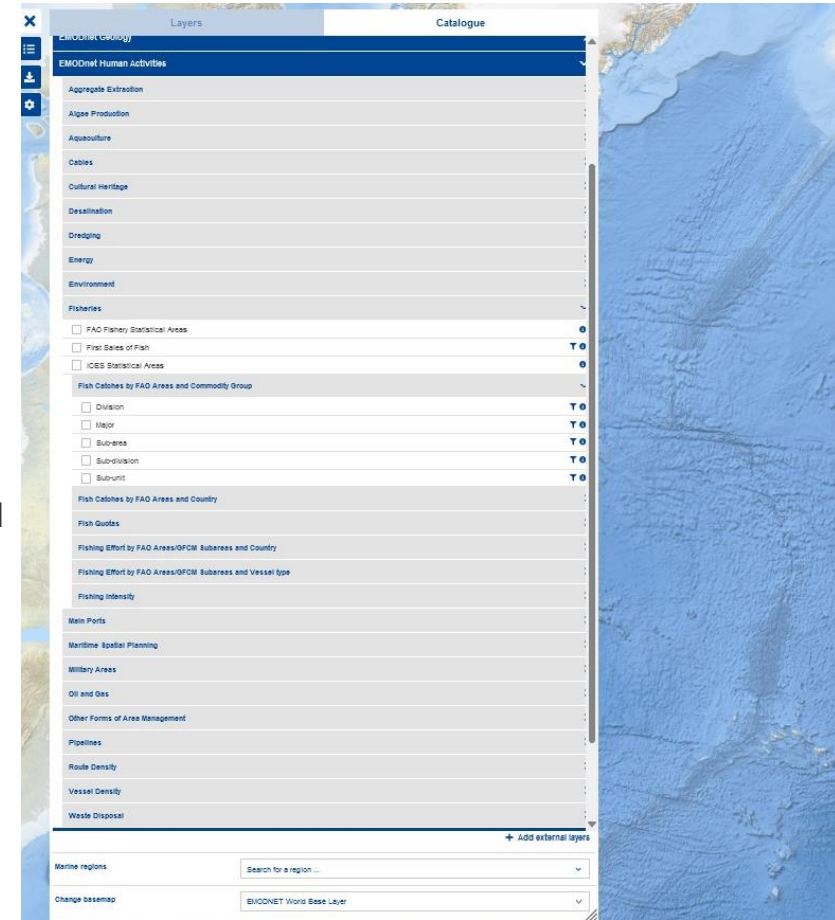 Layers
Catalogue
EMODnet Geology
EMODnet Human Activities
Aggregate Extraction
Algae Production
Aquaculture
Cables
Cultural Heritage
Desalination
Dredging
Energy
Environment
Fisheries
FAO Fishery Statistical Areas
First Sales of Fish
ICES Statistical Areas
Fish Catches by FAO Areas and Commodity Group
Division
Major
Sub-area
Sub-division
Sub-unit
Fish Catches by FAO Areas and Country
Fish Quotas
Fishing Effort by FAO Areas/GFCM Subareas and Country
Fishing Effort by FAO Areas/GFCM Subareas and Vessel type
Fishing Intensity
Main Ports
Maritime Spatial Planning
Military Areas
Oil and Gas
Other Forms of Area Management
Pipelines
Route Density
Vessel Density
Waste Disposal
+ Add external layers
Marine regions
Search for a region ...
Change basemap
EMODNET World Base Layer